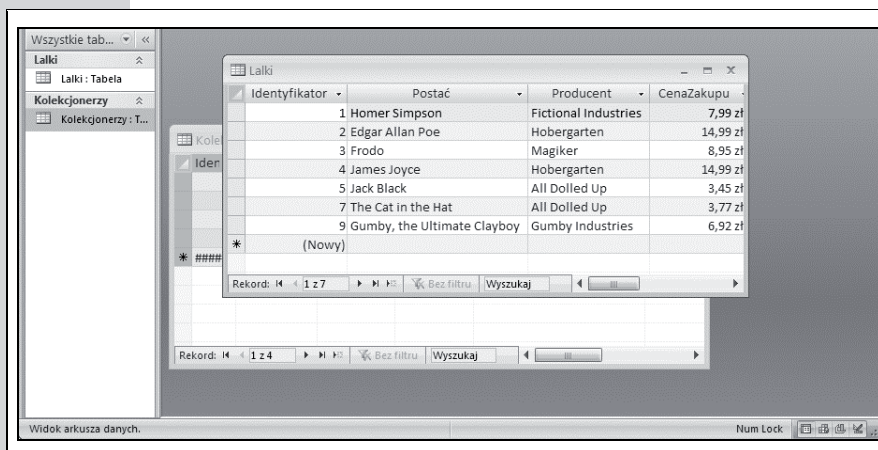 Wszystkie tab...
Lalki
Lalki : Tabela
Kolekcjonerzy
Kolekcjonerzy : T...
Lalki
Identyfikator Postać Producent CenaZakupu
1 Homer Simpson Fictional Industries 7,99 zł
2 Edgar Allan Poe Hobergarten 14,99 zł
3 Frodo Magiker 8,95 zł
4 James Joyce Hobergarten 14,99 zł
5 Jack Black All Dolled Up 3,45 zł
7 The Cat in the Hat All Dolled Up 3,77 zł
9 Gumby, the Ultimate Clayboy Gumby Industries 6,92 zł
* (Nowy)
Rekord: 1 z 7 Bez filtru Wyszukaj
Kolel
Iden
* ####
Rekord: 1 z 4 Bez filtru Wyszukaj
Widok arkusza danych. Num Lock